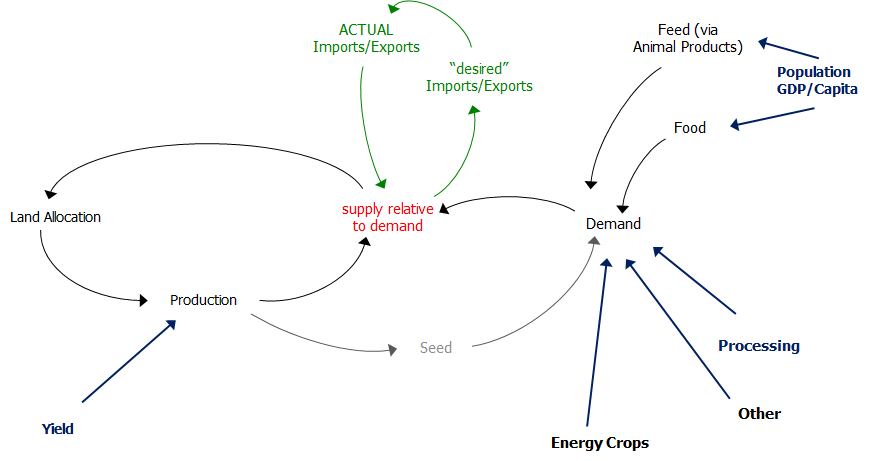 ACTUAL
Imports/Exports
“desired”
Imports/Exports
Feed (via
Animal Products)
Population
GDP/Capita
Food
Land Allocation
supply relative
to demand
Demand
Production
Seed
Processing
Other
Yield
Energy Crops